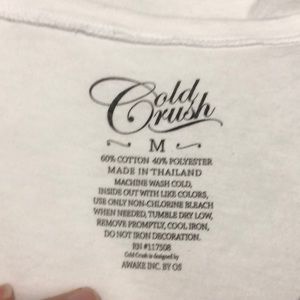 Cold
Crush
M
60% COTTON 40% POLYESTER
MADE IN THAILAND
MACHINE WASH COLD,
INSIDE OUT WITH LIKE COLORS,
USE ONLY NON-CHLORINE BLEACH
WHEN NEEDED, TUMBLE DRY LOW,
REMOVE PROMPTLY, COOL IRON,
DO NOT IRON DECORATION.
RN #117508
Cold Crush is designed by
AWAKE INC. BY OS